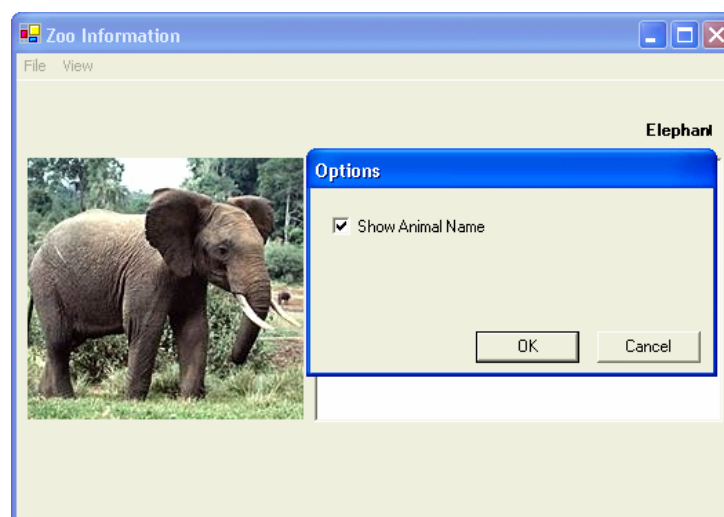 Zoo Information
File View
Elephant
Options
Show Animal Name
OK Cancel